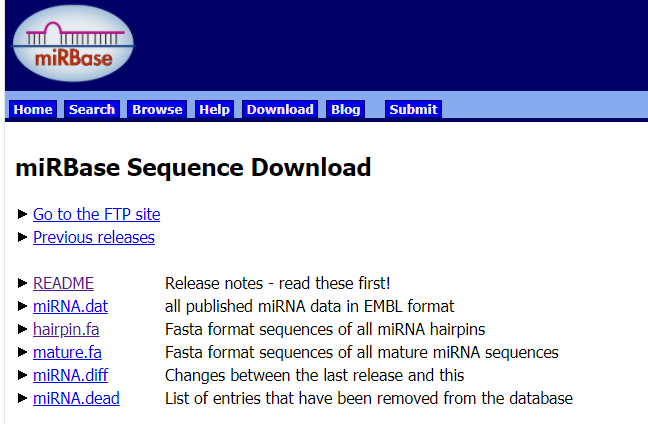 miRBase
Home Search Browse Help Download Blog Submit
miRBase Sequence Download
Go to the FTP site
Previous releases
README Release notes - read these first!
miRNA.dat all published miRNA data in EMBL format
hairpin.fa Fasta format sequences of all miRNA hairpins
mature.fa Fasta format sequences of all mature miRNA sequences
miRNA.diff Changes between the last release and this
miRNA.dead List of entries that have been removed from the database